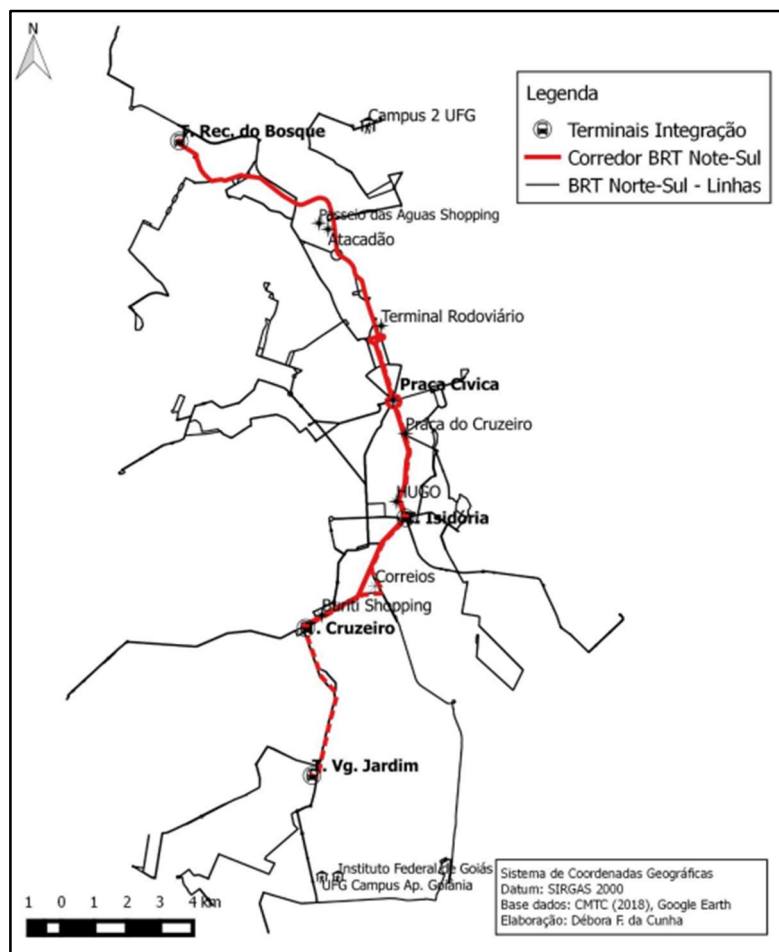 N
T. Rec. do Bosque
Campus 2 UFG
Legenda
Terminais Integração
Corredor BRT Note-Sul
BRT Norte-Sul - Linhas
Passeio das Aguas Shopping
Atacadão
Terminal Rodoviário
Praça Cívica
Praça do Cruzeiro
HUGO
Isidória
Correios
Buriti Shopping
T. Cruzeiro
T. Vg. Jardim
Instituto Federal de Goiás
UFG Campus Ap. Goiânia
1 0 1 2 3 4 km
Sistema de Coordenadas Geográficas
Datum: SIRGAS 2000
Base dados: CMTC (2018), Google Earth
Elaboração: Débora F. da Cunha